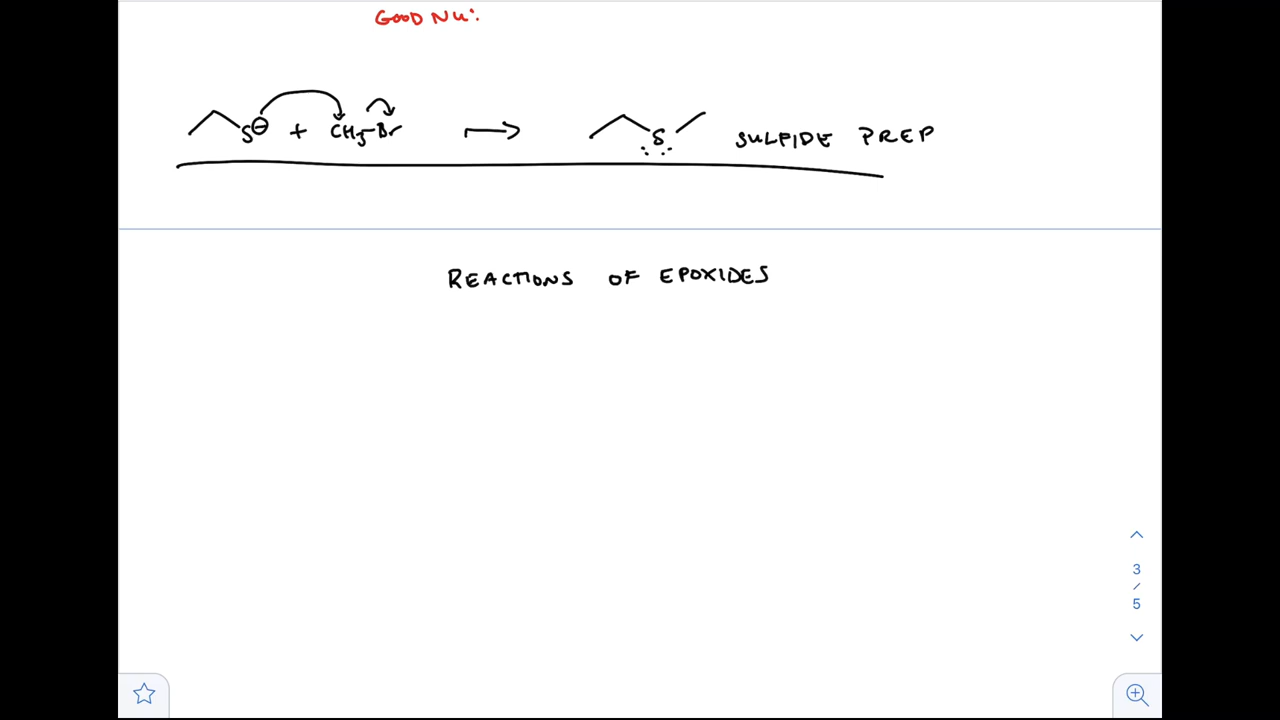 GOOD Nu:
S⊖ + CH3-Br → S SULFIDE PREP
REACTIONS OF EPOXIDES
3
/
5